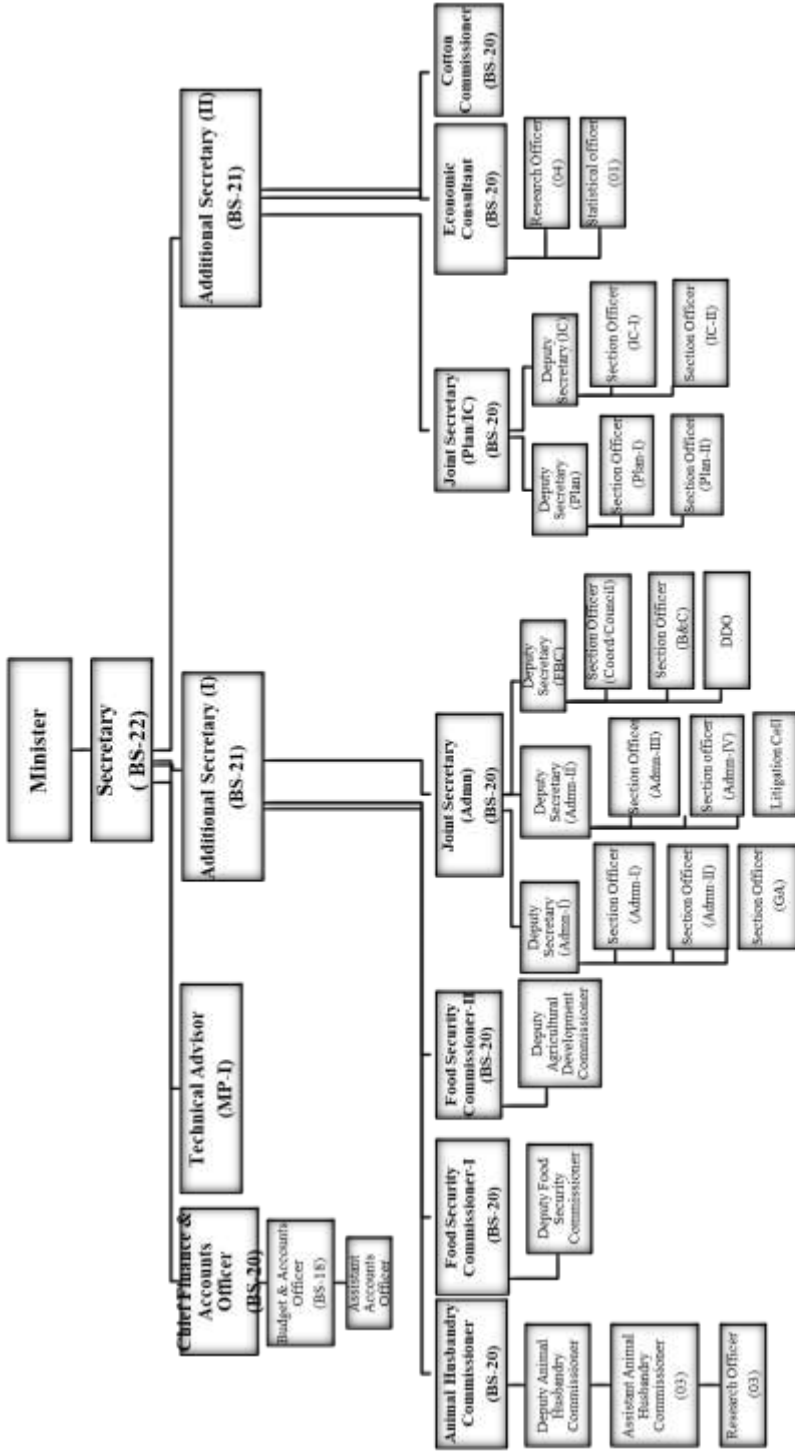 Minister
Secretary
( BS-22)
Chief Finance &
Accounts
Officer
(BS-20)
Budget & Accounts
Officer
(BS-18)
Assistant
Accounts
Officer
Technical Advisor
(MP-I)
Additional Secretary (I)
(BS-21)
Additional Secretary (II)
(BS-21)
Animal Husbandry
Commissioner
(BS-20)
Deputy Animal
Husbandry
Commissioner
Assistant Animal
Husbandry
Commissioner
(03)
Research Officer
(03)
Food Security
Commissioner-I
(BS-20)
Deputy Food
Security
Commissioner
Food Security
Commissioner-II
(BS-20)
Deputy
Agricultural
Development
Commissioner
Joint Secretary
(Admn)
(BS-20)
Deputy
Secretary
(Admn-I)
Section Officer
(Admn-I)
Section Officer
(Admn-II)
Section Officer
(GA)
Deputy
Secretary
(Admn-II)
Section Officer
(Admn-III)
Section officer
(Admn-IV)
Litigation Cell
Deputy
Secretary
(FBC)
Section Officer
(Coord/Council)
Section Officer
(B&C)
DDO
Joint Secretary
(Plan/IC)
(BS-20)
Deputy
Secretary
(Plan)
Section Officer
(Plan-I)
Section Officer
(Plan-II)
Deputy
Secretary (IC)
Section Officer
(IC-I)
Section Officer
(IC-II)
Economic
Consultant
(BS-20)
Research Officer
(04)
Statistical officer
(01)
Cotton
Commissioner
(BS-20)